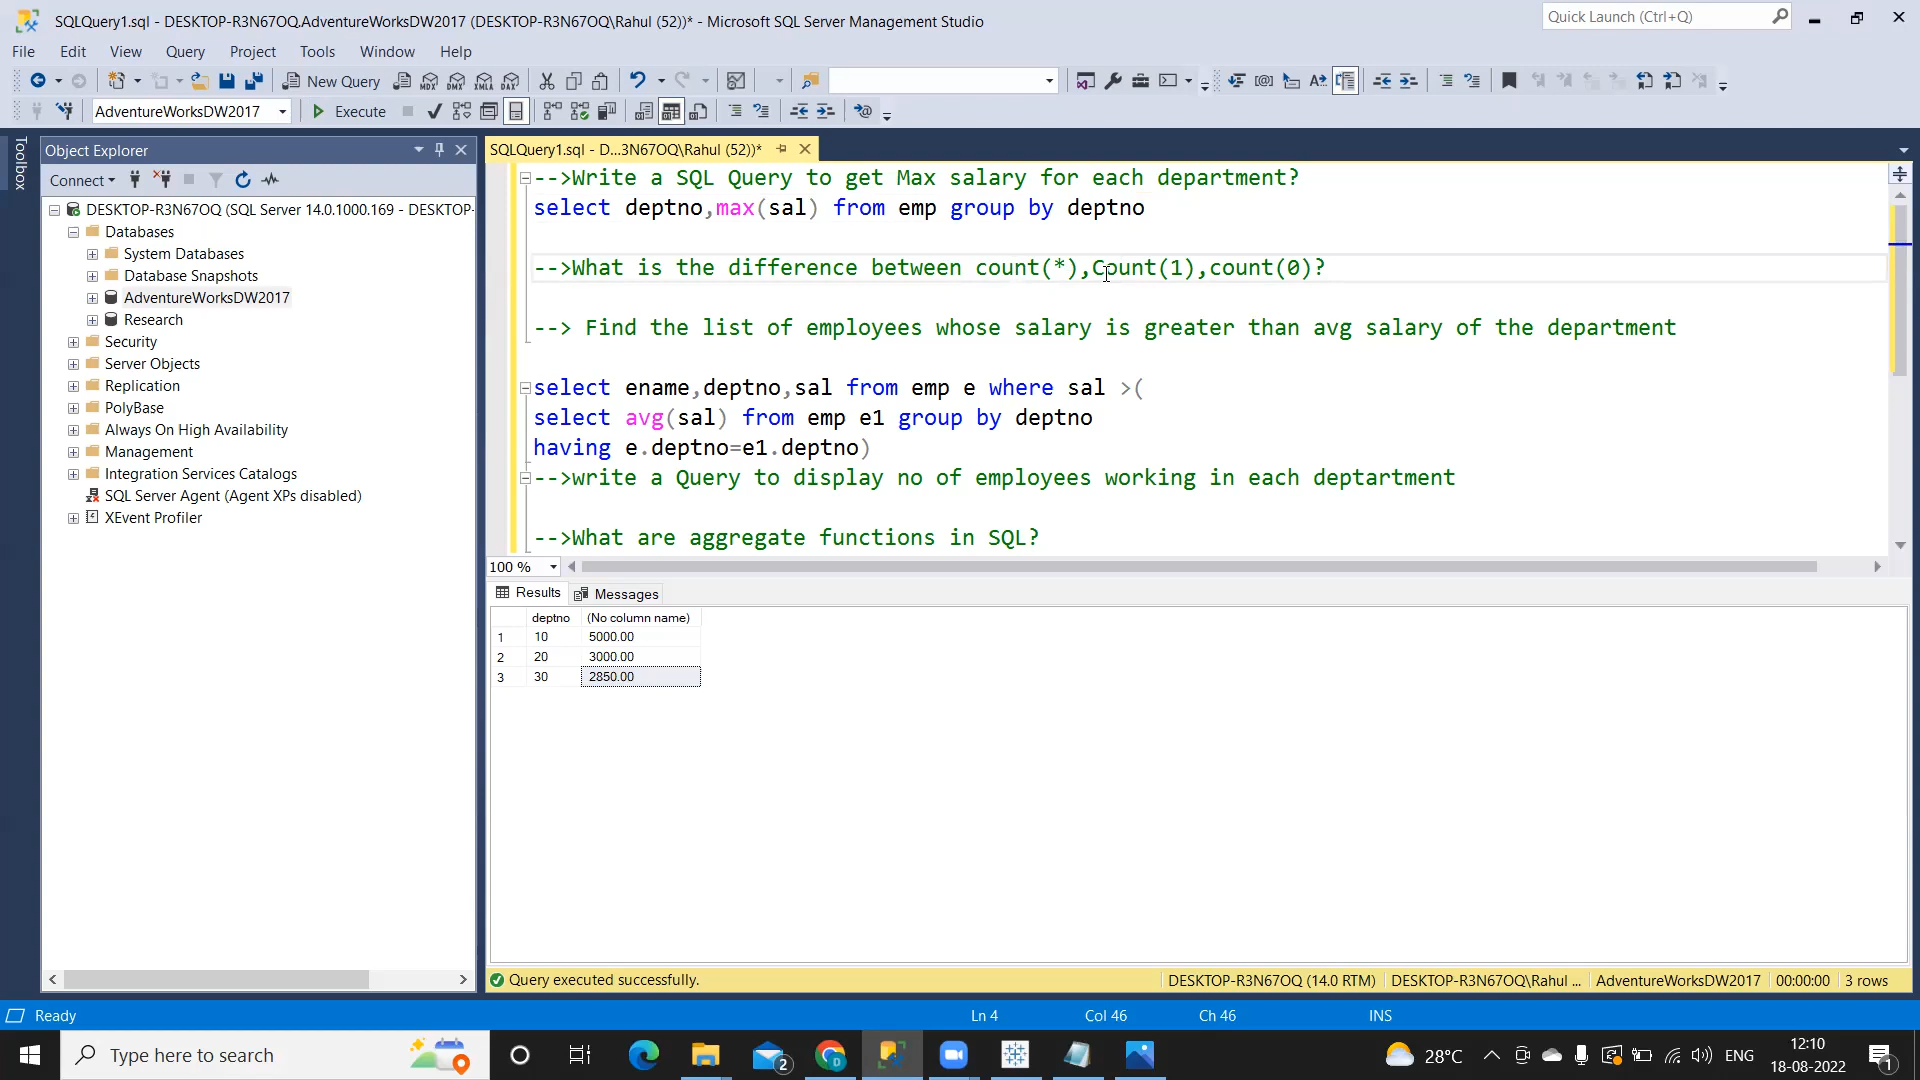 SQLQuery1.sql - DESKTOP-R3N67OQ.AdventureWorksDW2017 (DESKTOP-R3N67OQ\Rahul (52))* - Microsoft SQL Server Management Studio
Quick Launch (Ctrl+Q)
File Edit View Query Project Tools Window Help
New Query MDX DMX XMLA DAX
AdventureWorksDW2017 Execute
Toolbox
Object Explorer
Connect
DESKTOP-R3N67OQ (SQL Server 14.0.1000.169 - DESKTOP-
Databases
System Databases
Database Snapshots
AdventureWorksDW2017
Research
Security
Server Objects
Replication
PolyBase
Always On High Availability
Management
Integration Services Catalogs
SQL Server Agent (Agent XPs disabled)
XEvent Profiler
SQLQuery1.sql - D...3N67OQ\Rahul (52))*
-->Write a SQL Query to get Max salary for each department?
select deptno,max(sal) from emp group by deptno
-->What is the difference between count(*),Count(1),count(0)?
--> Find the list of employees whose salary is greater than avg salary of the department
select ename,deptno,sal from emp e where sal >(
select avg(sal) from emp e1 group by deptno
having e.deptno=e1.deptno)
-->write a Query to display no of employees working in each deptartment
-->What are aggregate functions in SQL?
100 %
Results Messages
deptno (No column name)
1 10 5000.00
2 20 3000.00
3 30 2850.00
Query executed successfully.
DESKTOP-R3N67OQ (14.0 RTM) DESKTOP-R3N67OQ\Rahul ... AdventureWorksDW2017 00:00:00 3 rows
Ready Ln 4 Col 46 Ch 46 INS
Type here to search
2
28°C
ENG
12:10
18-08-2022
1